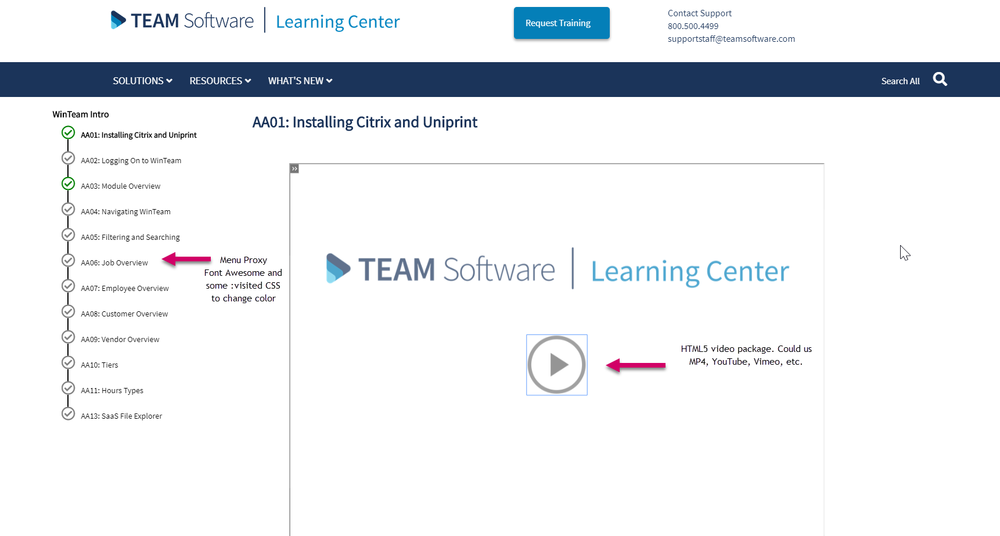 TEAM Software | Learning Center
Request Training
Contact Support
800.500.4499
supportstaff@teamsoftware.com
SOLUTIONS
RESOURCES
WHAT'S NEW
Search All
WinTeam Intro
AA01: Installing Citrix and Uniprint
AA02: Logging On to WinTeam
AA03: Module Overview
AA04: Navigating WinTeam
AA05: Filtering and Searching
AA06: Job Overview
AA07: Employee Overview
AA08: Customer Overview
AA09: Vendor Overview
AA10: Tiers
AA11: Hours Types
AA13: SaaS File Explorer
Menu Proxy
Font Awesome and
some :visited CSS
to change color
AA01: Installing Citrix and Uniprint
»
TEAM Software | Learning Center
HTML5 video package. Could us
MP4, YouTube, Vimeo, etc.